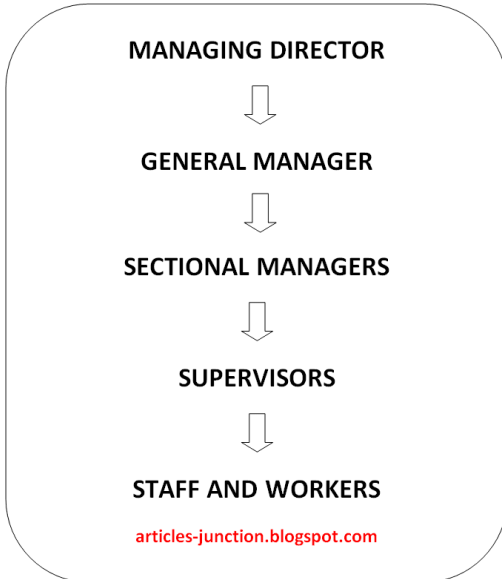 MANAGING DIRECTOR
GENERAL MANAGER
SECTIONAL MANAGERS
SUPERVISORS
STAFF AND WORKERS
articles-junction.blogspot.com